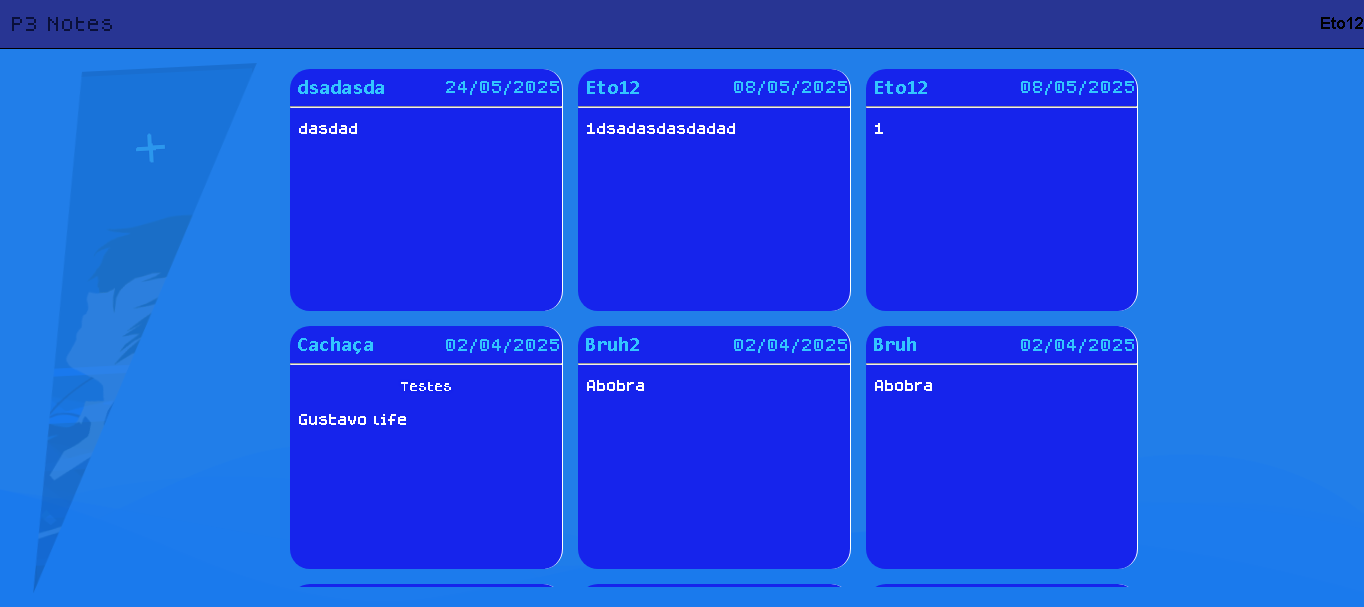 P3 Notes
Eto12
dsadasda 24/05/2025
dasdad
Eto12 08/05/2025
1dsadasdasdadad
Eto12 08/05/2025
1
Cachaça 02/04/2025
Testes
Gustavo life
Bruh2 02/04/2025
Abobra
Bruh 02/04/2025
Abobra